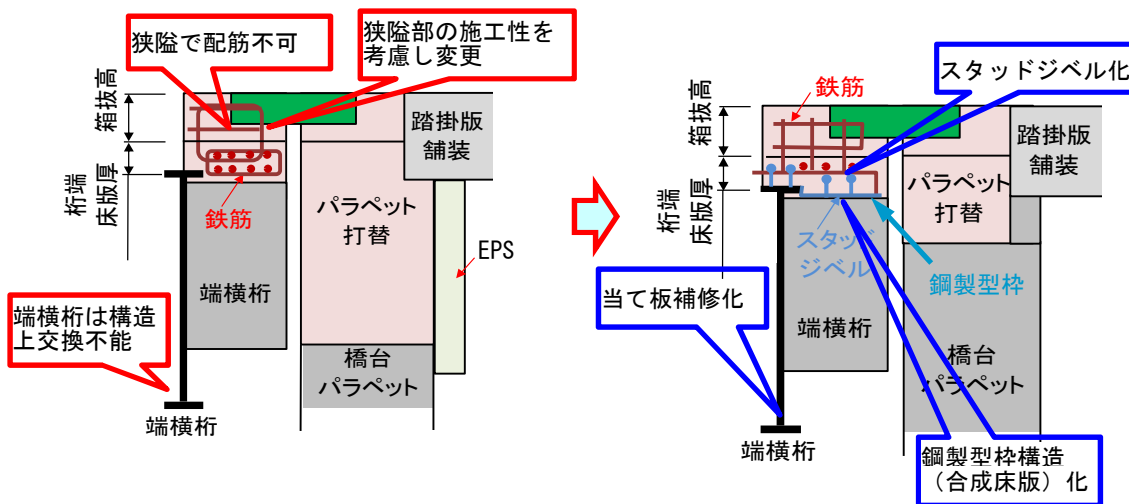 狭隘で配筋不可
狭隘部の施工性を
考慮し変更
箱抜高
桁端
床版厚
鉄筋
端横桁
パラペット
打替
踏掛版
舗装
EPS
橋台
パラペット
端横桁は構造
上交換不能
端横桁
スタッドジベル化
鉄筋
箱抜高
桁端
床版厚
踏掛版
舗装
パラペット
打替
スタッド
ジベル
鋼製型枠
当て板補修化
端横桁
橋台
パラペット
端横桁
鋼製型枠構造
(合成床版)化